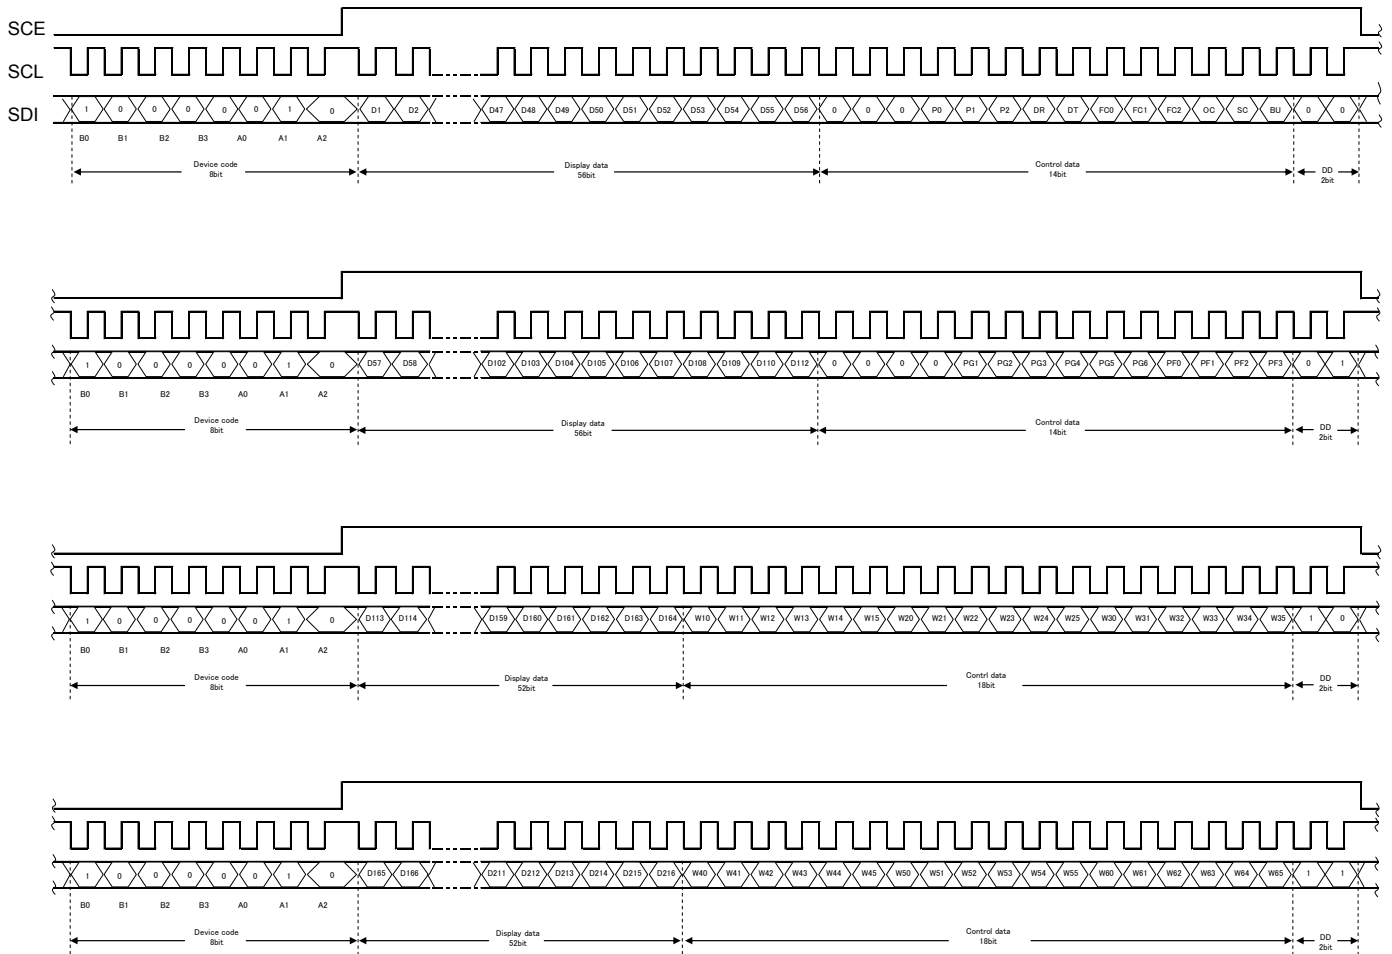 SCE
SCL
SDI
1 0 0 0 0 0 1 0 D1 D2 D47 D48 D49 D50 D51 D52 D53 D54 D55 D56 0 0 0 P0 P1 P2 DR DT FC0 FC1 FC2 OC SC BU 0 0
B0 B1 B2 B3 A0 A1 A2
Device code Display data Control data DD
8bit 56bit 14bit 2bit
1 0 0 0 0 0 1 0 D57 D58 D102 D103 D104 D105 D106 D107 D108 D109 D110 D112 0 0 0 0 PG1 PG2 PG3 PG4 PG5 PG6 PF0 PF1 PF2 PF3 0 1
B0 B1 B2 B3 A0 A1 A2
Device code Display data Control data DD
8bit 56bit 14bit 2bit
1 0 0 0 0 0 1 0 D113 D114 D159 D160 D161 D162 D163 D164 W10 W11 W12 W13 W14 W15 W20 W21 W22 W23 W24 W25 W30 W31 W32 W33 W34 W35 1 0
B0 B1 B2 B3 A0 A1 A2
Device code Display data Contrl data DD
8bit 52bit 18bit 2bit
1 0 0 0 0 0 1 0 D165 D166 D211 D212 D213 D214 D215 D216 W40 W41 W42 W43 W44 W45 W50 W51 W52 W53 W54 W55 W60 W61 W62 W63 W64 W65 1 1
B0 B1 B2 B3 A0 A1 A2
Device code Display data Control data DD
8bit 52bit 18bit 2bit